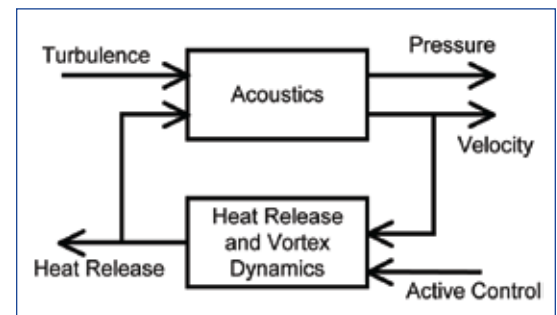 Turbulence
Pressure
Acoustics
Velocity
Heat Release
and Vortex
Dynamics
Heat Release
Active Control